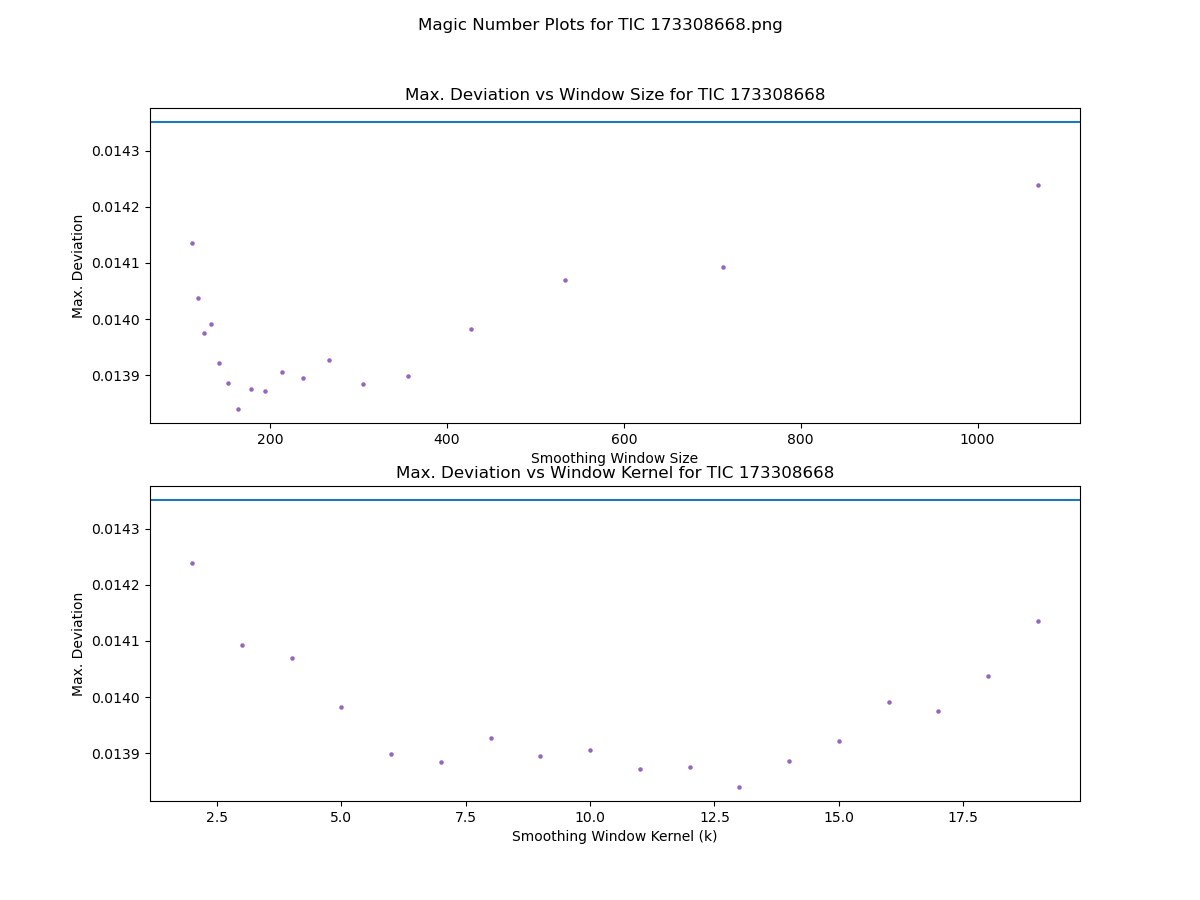 Magic Number Plots for TIC 173308668.png
Max. Deviation vs Window Size for TIC 173308668
0.0143
0.0142
0.0141
0.0140
0.0139
Max. Deviation
200 400 600 800 1000
Smoothing Window Size
Max. Deviation vs Window Kernel for TIC 173308668
0.0143
0.0142
0.0141
0.0140
0.0139
Max. Deviation
2.5 5.0 7.5 10.0 12.5 15.0 17.5
Smoothing Window Kernel (k)